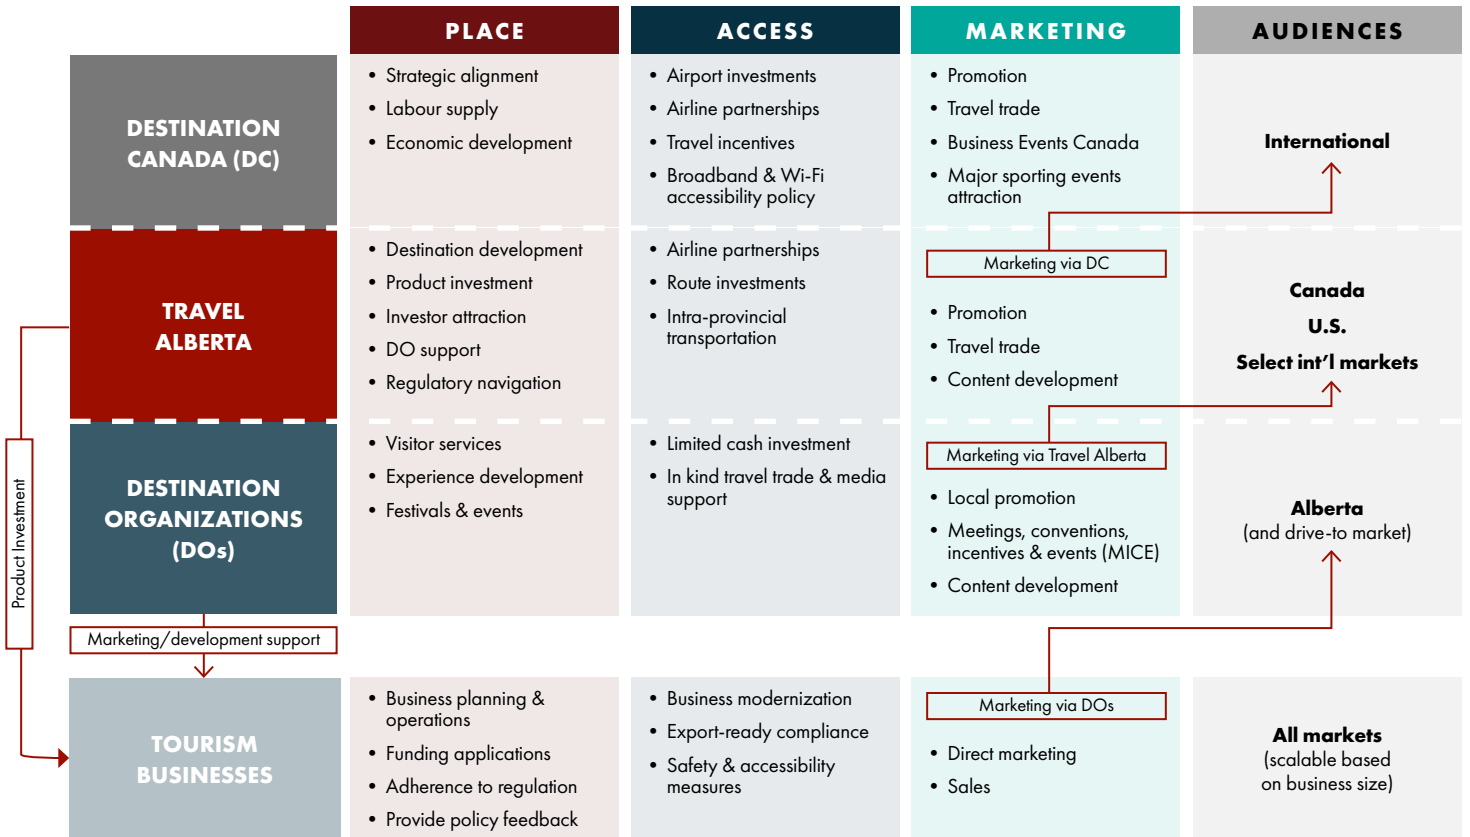 PLACE
ACCESS
MARKETING
AUDIENCES
DESTINATION
CANADA (DC)
• Strategic alignment
• Labour supply
• Economic development
• Airport investments
• Airline partnerships
• Travel incentives
• Broadband & Wi-Fi
accessibility policy
• Promotion
• Travel trade
• Business Events Canada
• Major sporting events
attraction
International
TRAVEL
ALBERTA
• Destination development
• Product investment
• Investor attraction
• DO support
• Regulatory navigation
• Airline partnerships
• Route investments
• Intra-provincial
transportation
Marketing via DC
• Promotion
• Travel trade
• Content development
Canada
U.S.
Select int’l markets
Product Investment
DESTINATION
ORGANIZATIONS
(DOs)
• Visitor services
• Experience development
• Festivals & events
• Limited cash investment
• In kind travel trade & media
support
Marketing via Travel Alberta
• Local promotion
• Meetings, conventions,
incentives & events (MICE)
• Content development
Alberta
(and drive-to market)
Marketing/development support
TOURISM
BUSINESSES
• Business planning &
operations
• Funding applications
• Adherence to regulation
• Provide policy feedback
• Business modernization
• Export-ready compliance
• Safety & accessibility
measures
Marketing via DOs
• Direct marketing
• Sales
All markets
(scalable based
on business size)